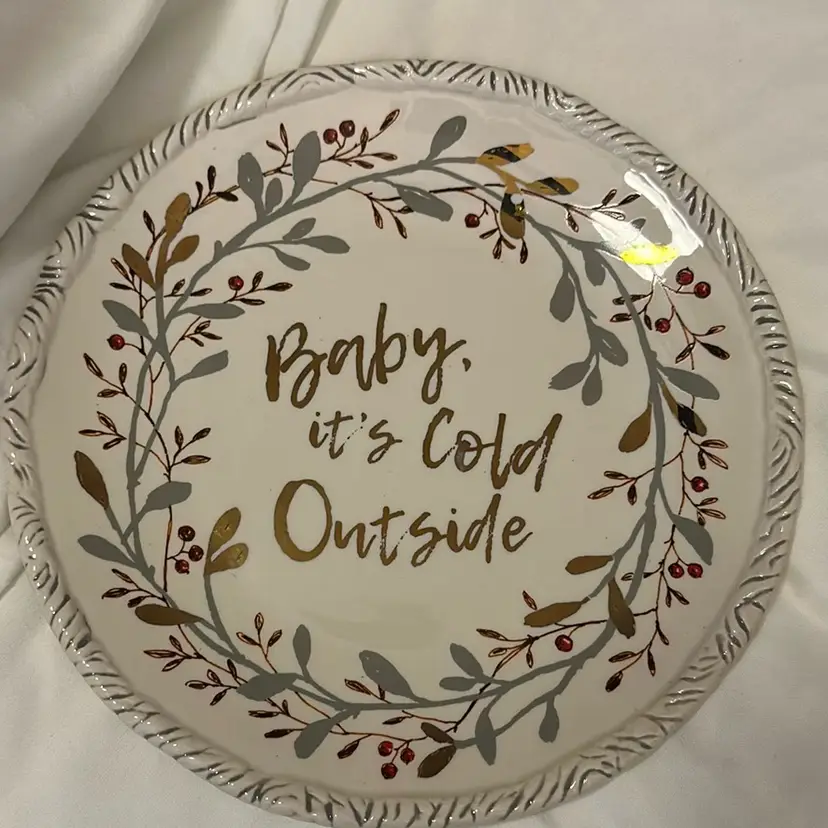 Baby,
it's Cold
Outside